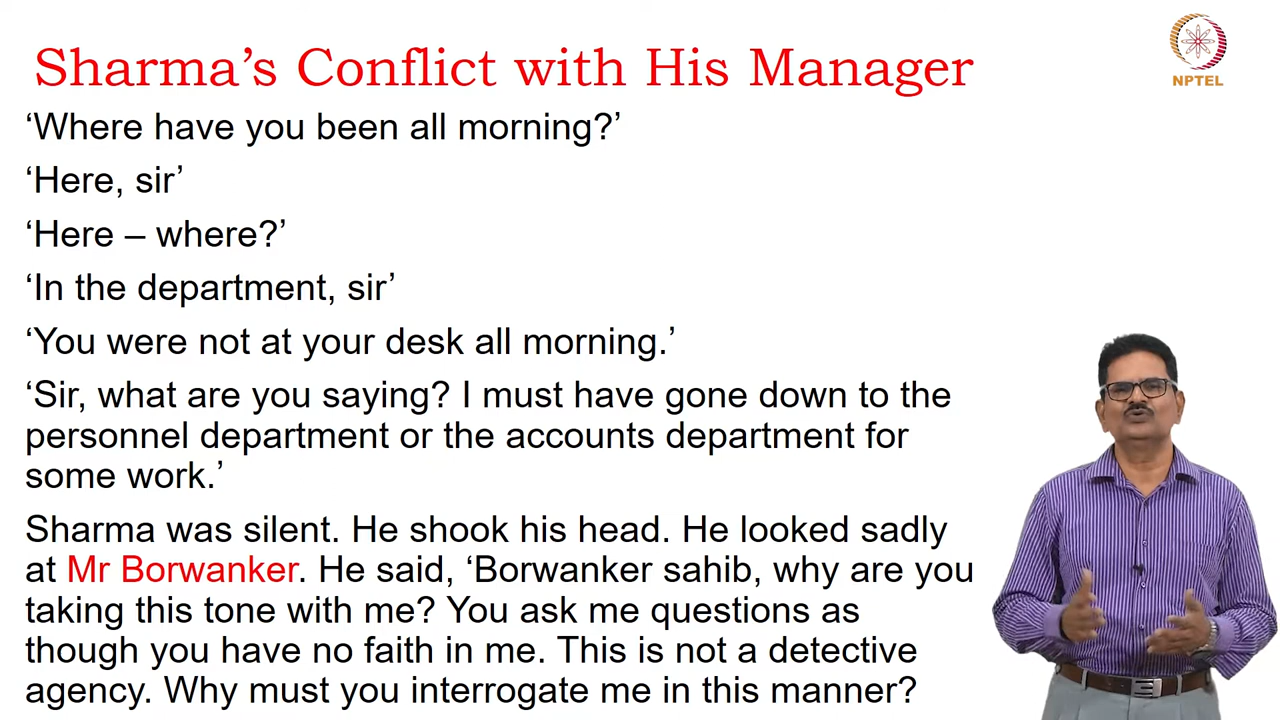 Sharma’s Conflict with His Manager
NPTEL
‘Where have you been all morning?’
‘Here, sir’
‘Here – where?’
‘In the department, sir’
‘You were not at your desk all morning.’
‘Sir, what are you saying? I must have gone down to the
personnel department or the accounts department for
some work.’
Sharma was silent. He shook his head. He looked sadly
at Mr Borwanker. He said, ‘Borwanker sahib, why are you
taking this tone with me? You ask me questions as
though you have no faith in me. This is not a detective
agency. Why must you interrogate me in this manner?